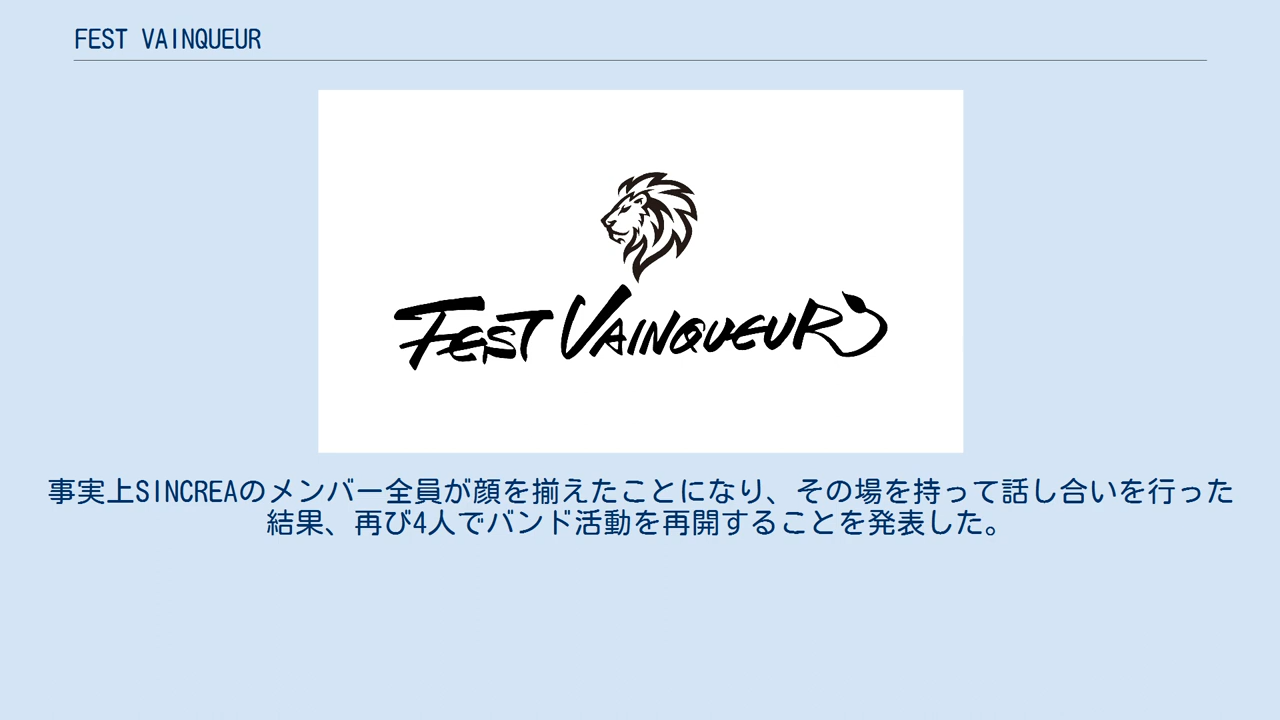 FEST VAINQUEUR
FEST VAINQUEUR
事実上SINCREAのメンバー全員が顔を揃えたことになり、その場を持って話し合いを行った
結果、再び4人でバンド活動を再開することを発表した。